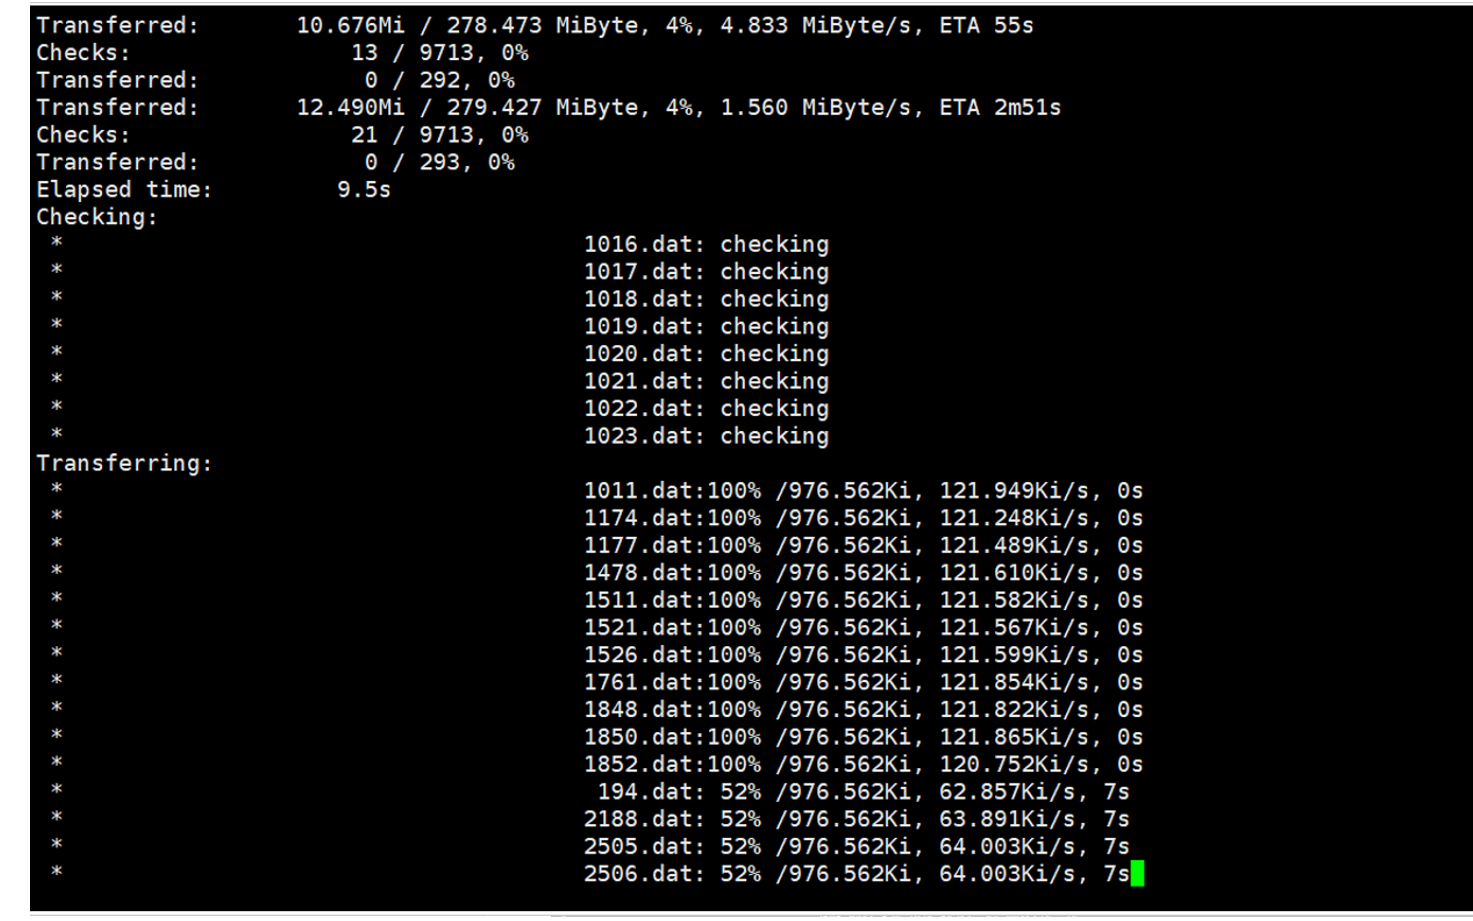 Transferred: 10.676Mi / 278.473 MiByte, 4%, 4.833 MiByte/s, ETA 55s
Checks: 13 / 9713, 0%
Transferred: 0 / 292, 0%
Transferred: 12.490Mi / 279.427 MiByte, 4%, 1.560 MiByte/s, ETA 2m51s
Checks: 21 / 9713, 0%
Transferred: 0 / 293, 0%
Elapsed time: 9.5s
Checking:
* 1016.dat: checking
* 1017.dat: checking
* 1018.dat: checking
* 1019.dat: checking
* 1020.dat: checking
* 1021.dat: checking
* 1022.dat: checking
* 1023.dat: checking
Transferring:
* 1011.dat:100% /976.562Ki, 121.949Ki/s, 0s
* 1174.dat:100% /976.562Ki, 121.248Ki/s, 0s
* 1177.dat:100% /976.562Ki, 121.489Ki/s, 0s
* 1478.dat:100% /976.562Ki, 121.610Ki/s, 0s
* 1511.dat:100% /976.562Ki, 121.582Ki/s, 0s
* 1521.dat:100% /976.562Ki, 121.567Ki/s, 0s
* 1526.dat:100% /976.562Ki, 121.599Ki/s, 0s
* 1761.dat:100% /976.562Ki, 121.854Ki/s, 0s
* 1848.dat:100% /976.562Ki, 121.822Ki/s, 0s
* 1850.dat:100% /976.562Ki, 121.865Ki/s, 0s
* 1852.dat:100% /976.562Ki, 120.752Ki/s, 0s
* 194.dat: 52% /976.562Ki, 62.857Ki/s, 7s
* 2188.dat: 52% /976.562Ki, 63.891Ki/s, 7s
* 2505.dat: 52% /976.562Ki, 64.003Ki/s, 7s
* 2506.dat: 52% /976.562Ki, 64.003Ki/s, 7s